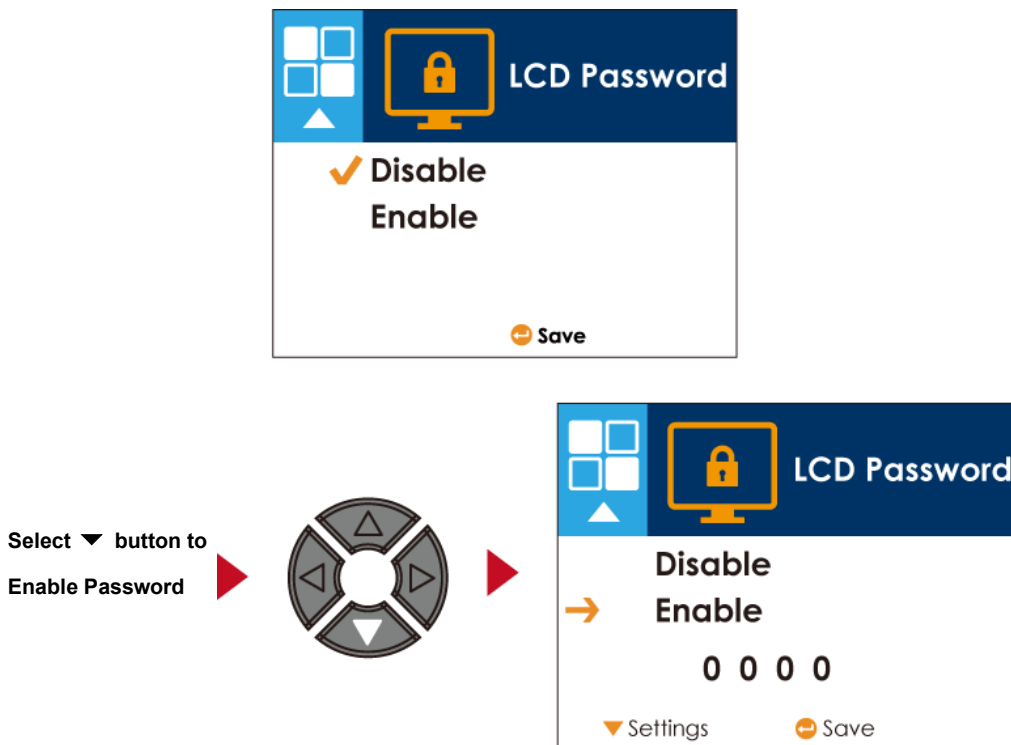 LCD Password
Disable
Enable
Save
Select ▼ button to
Enable Password
LCD Password
Disable
Enable
0 0 0 0
Settings Save